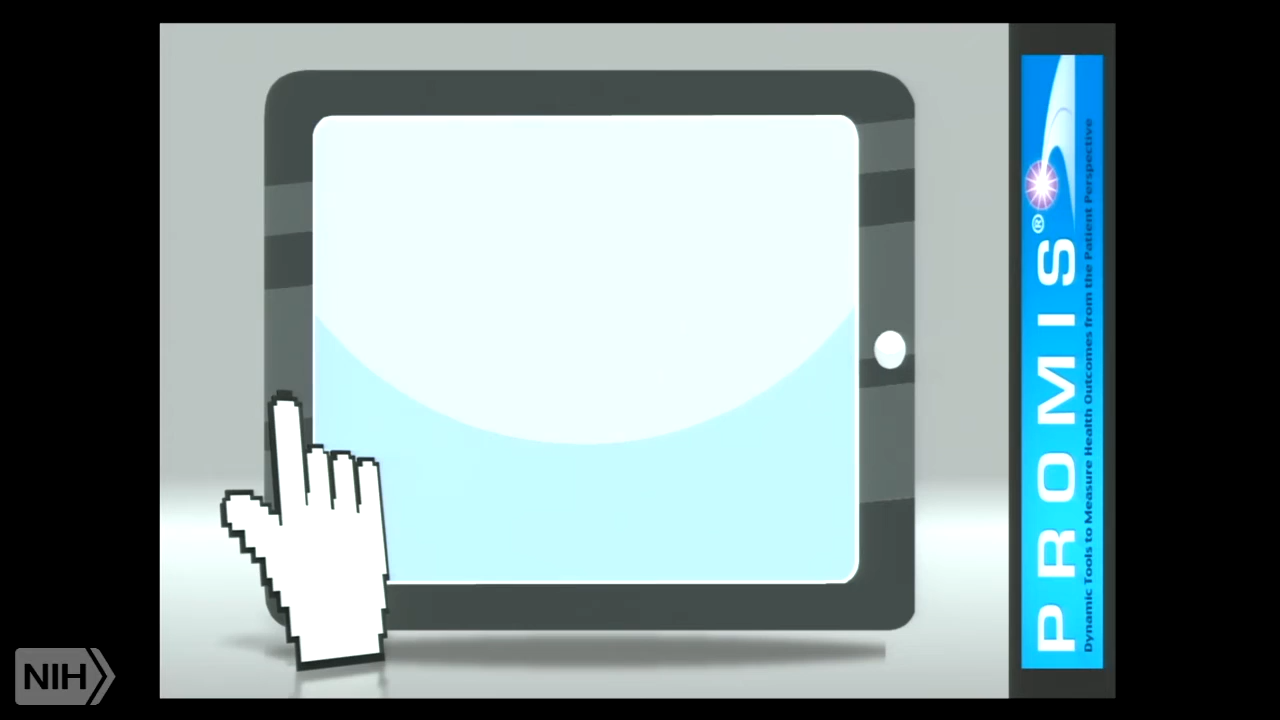 PROMIS®
Dynamic Tools to Measure Health Outcomes from the Patient Perspective
NIH